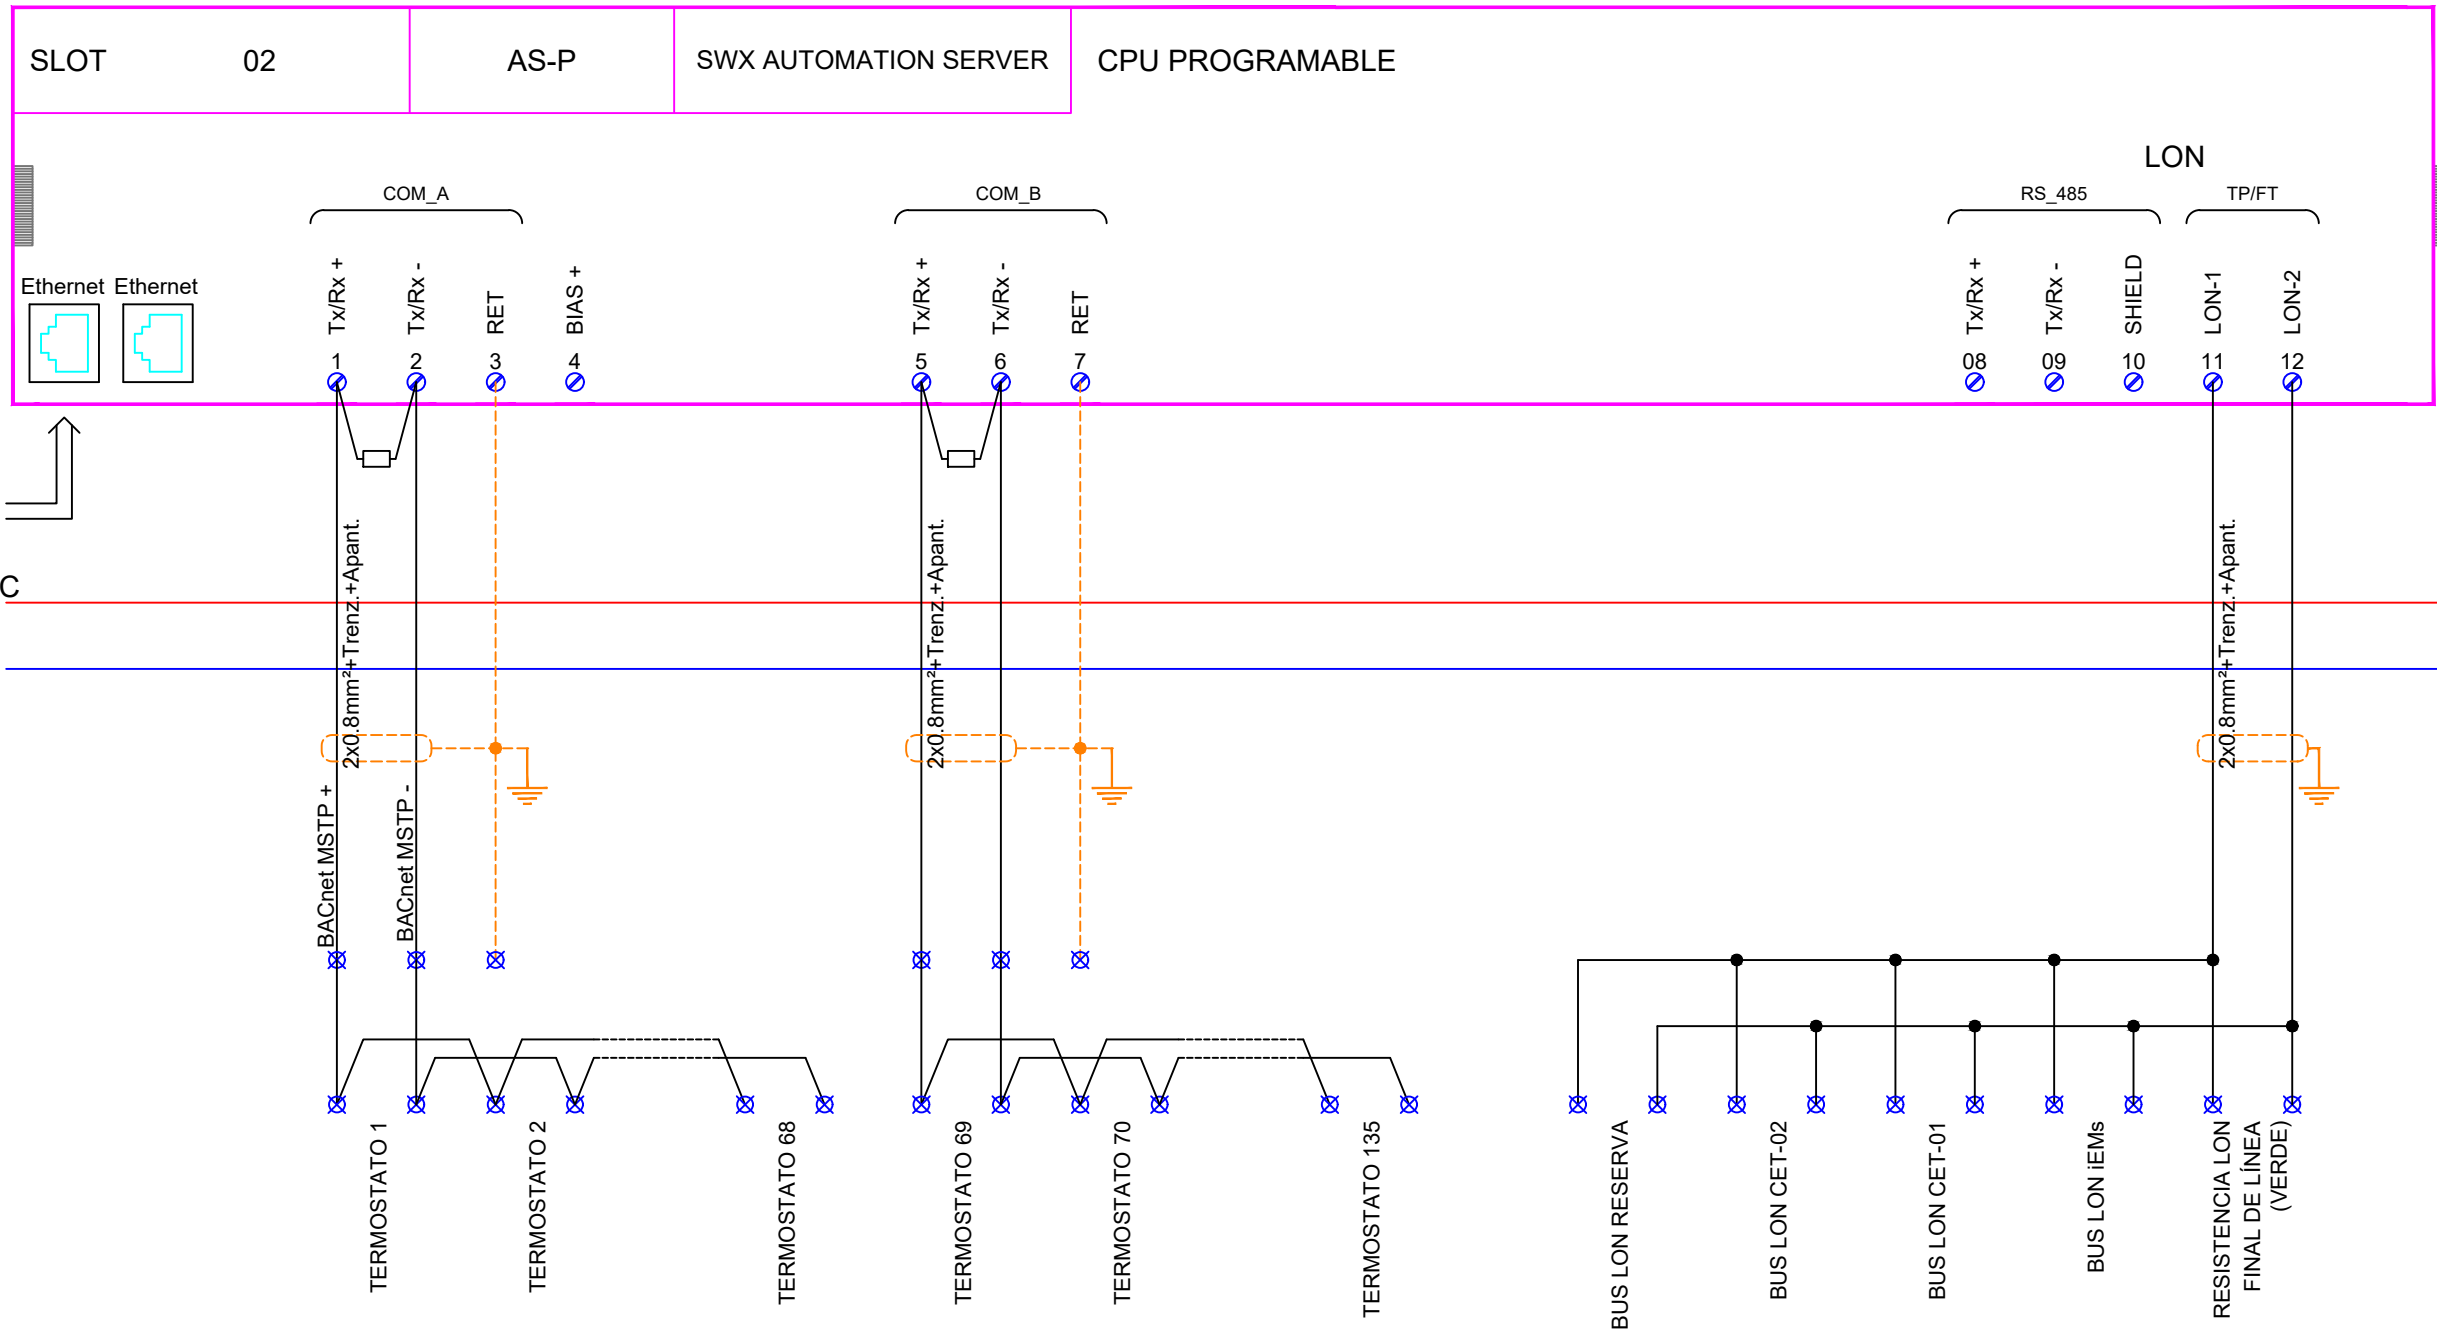 SLOT 02 AS-P SWX AUTOMATION SERVER CPU PROGRAMABLE
LON
COM_A COM_B RS_485 TP/FT
Ethernet Ethernet
Tx/Rx +
Tx/Rx -
RET
BIAS +
Tx/Rx +
Tx/Rx -
RET
Tx/Rx +
Tx/Rx -
SHIELD
LON-1
LON-2
1 2 3 4 5 6 7 08 09 10 11 12
2x0.8mm²+Trenz.+Apant.
2x0.8mm²+Trenz.+Apant.
2x0.8mm²+Trenz.+Apant.
C
BACnet MSTP +
BACnet MSTP -
TERMOSTATO 1
TERMOSTATO 2
TERMOSTATO 68
TERMOSTATO 69
TERMOSTATO 70
TERMOSTATO 135
BUS LON RESERVA
BUS LON CET-02
BUS LON CET-01
BUS LON iEMs
RESISTENCIA LON
FINAL DE LÍNEA
(VERDE)